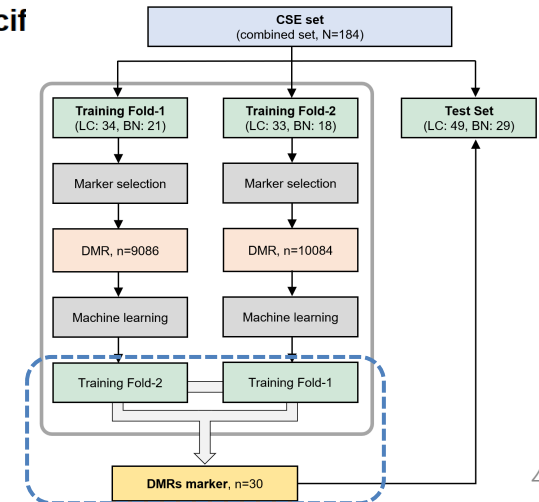 cif
CSE set
(combined set, N=184)
Training Fold-1
(LC: 34, BN: 21)
Training Fold-2
(LC: 33, BN: 18)
Test Set
(LC: 49, BN: 29)
Marker selection
Marker selection
DMR, n=9086
DMR, n=10084
Machine learning
Machine learning
Training Fold-2
Training Fold-1
DMRs marker, n=30